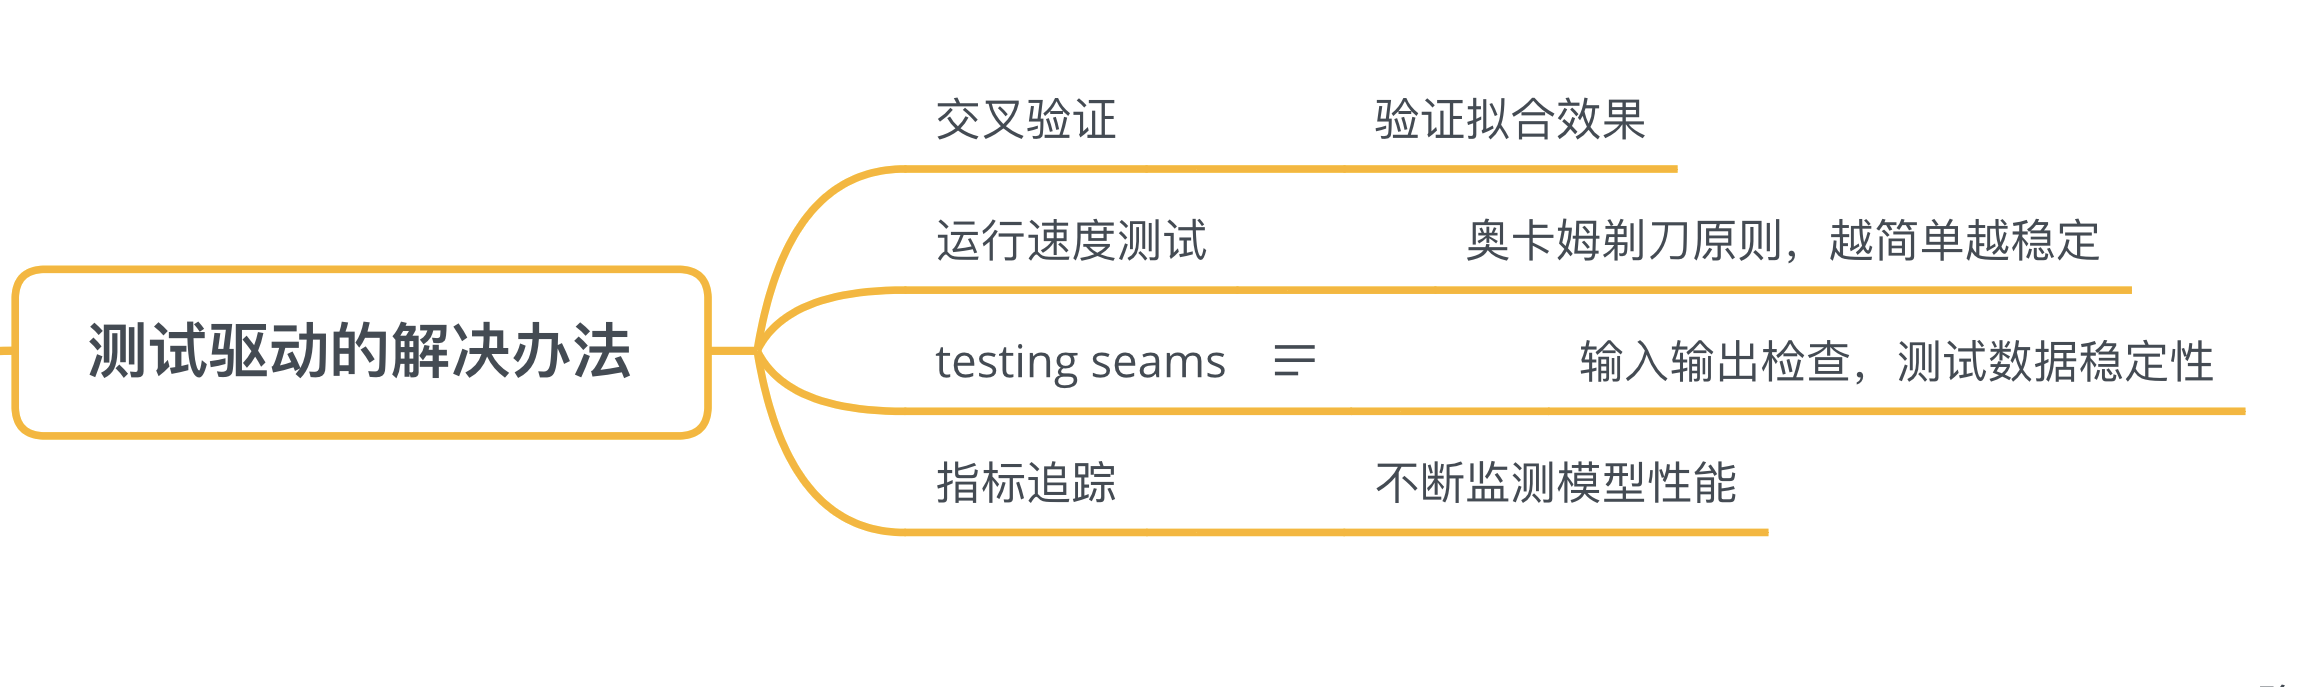 测试驱动的解决办法
交叉验证 验证拟合效果
运行速度测试 奥卡姆剃刀原则，越简单越稳定
testing seams 输入输出检查，测试数据稳定性
指标追踪 不断监测模型性能